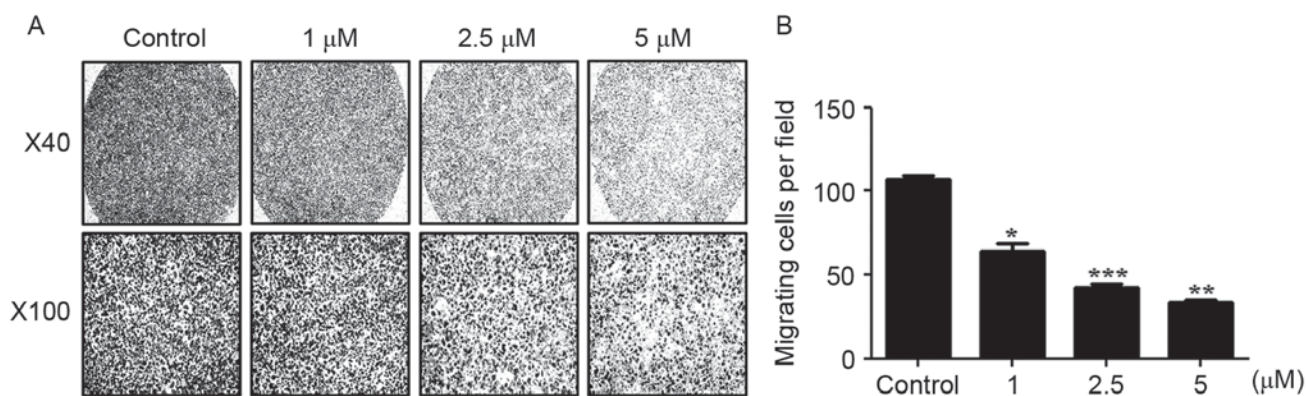 A
Control 1 μM 2.5 μM 5 μM
X40
X100
B
Migrating cells per field
150
100
50
0
*
***
**
Control 1 2.5 5 (μM)